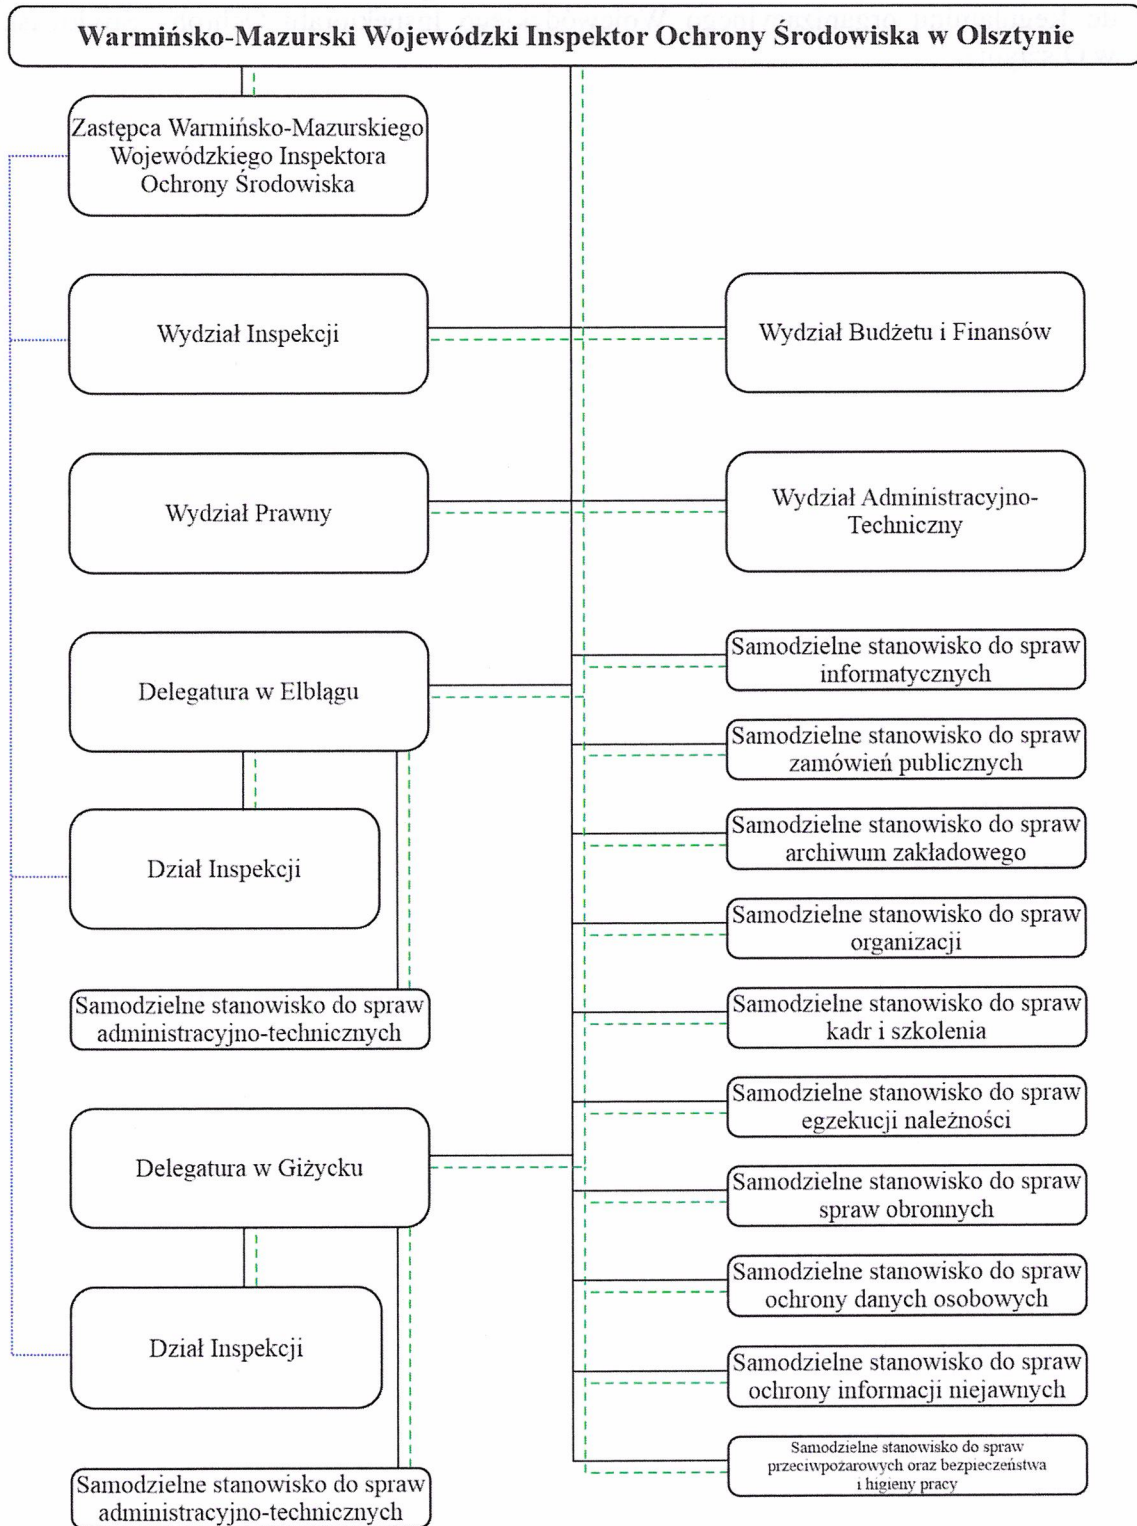 Warmińsko-Mazurski Wojewódzki Inspektor Ochrony Środowiska w Olsztynie
Zastępca Warmińsko-Mazurskiego
Wojewódzkiego Inspektora
Ochrony Środowiska
Wydział Inspekcji
Wydział Budżetu i Finansów
Wydział Prawny
Wydział Administracyjno-
Techniczny
Delegatura w Elblągu
Dział Inspekcji
Samodzielne stanowisko do spraw
administracyjno-technicznych
Delegatura w Giżycku
Dział Inspekcji
Samodzielne stanowisko do spraw
administracyjno-technicznych
Samodzielne stanowisko do spraw
informatycznych
Samodzielne stanowisko do spraw
zamówień publicznych
Samodzielne stanowisko do spraw
archiwum zakładowego
Samodzielne stanowisko do spraw
organizacji
Samodzielne stanowisko do spraw
kadr i szkolenia
Samodzielne stanowisko do spraw
egzekucji należności
Samodzielne stanowisko do spraw
spraw obronnych
Samodzielne stanowisko do spraw
ochrony danych osobowych
Samodzielne stanowisko do spraw
ochrony informacji niejawnych
Samodzielne stanowisko do spraw
przeciwpożarowych oraz bezpieczeństwa
i higieny pracy